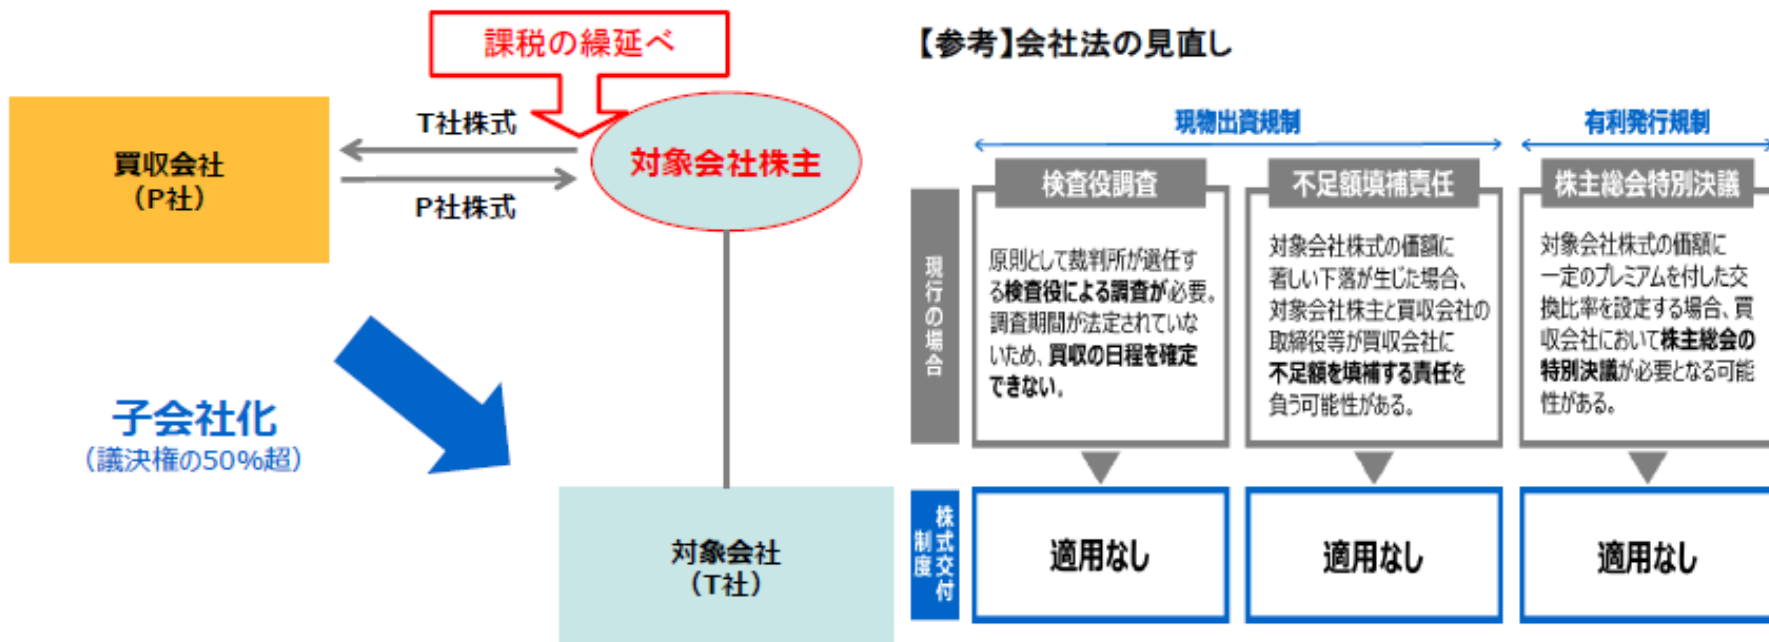 課税の繰延べ
買収会社
（P社）
T社株式
P社株式
対象会社株主
子会社化
（議決権の50%超）
対象会社
（T社）
【参考】会社法の見直し
現物出資規制
有利発行規制
検査役調査
不足額填補責任
株主総会特別決議
現行の場合
原則として裁判所が選任す
る検査役による調査が必要。
調査期間が法定されていな
いため、買収の日程を確定
できない。
対象会社株式の価額に
著しい下落が生じた場合、
対象会社株主と買収会社の
取締役等が買収会社に
不足額を填補する責任を
負う可能性がある。
対象会社株式の価額に
一定のプレミアムを付した交
換比率を設定する場合、買
収会社において株主総会の
特別決議が必要となる可能
性がある。
株式交付
制度
適用なし
適用なし
適用なし